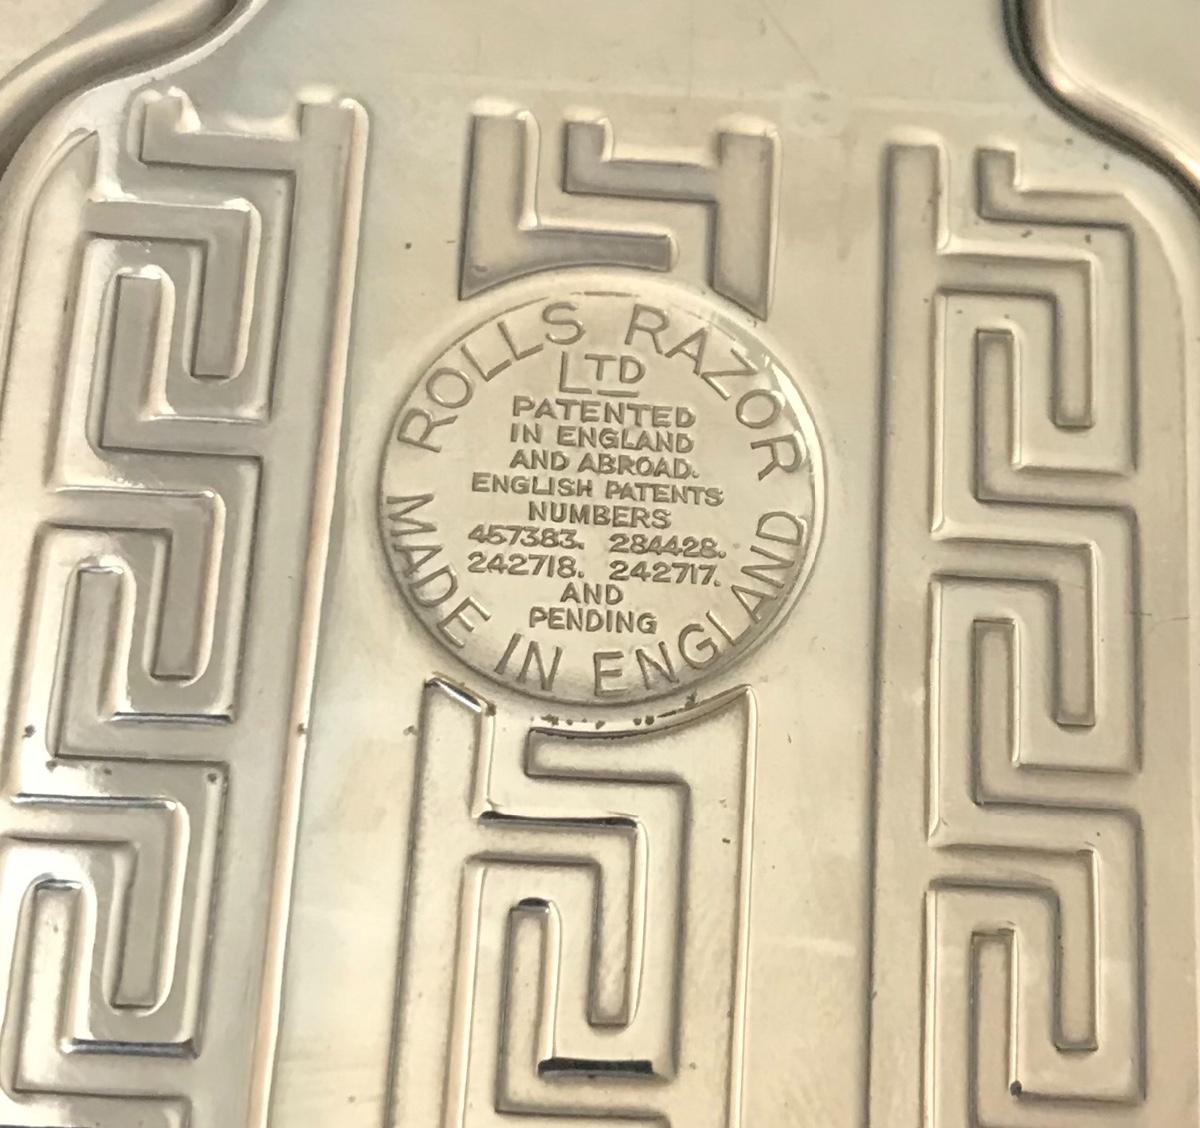 ROLLS RAZOR
LTD
PATENTED
IN ENGLAND
AND ABROAD.
ENGLISH PATENTS
NUMBERS
457383. 284428.
242718. 242717.
AND
PENDING
MADE IN ENGLAND